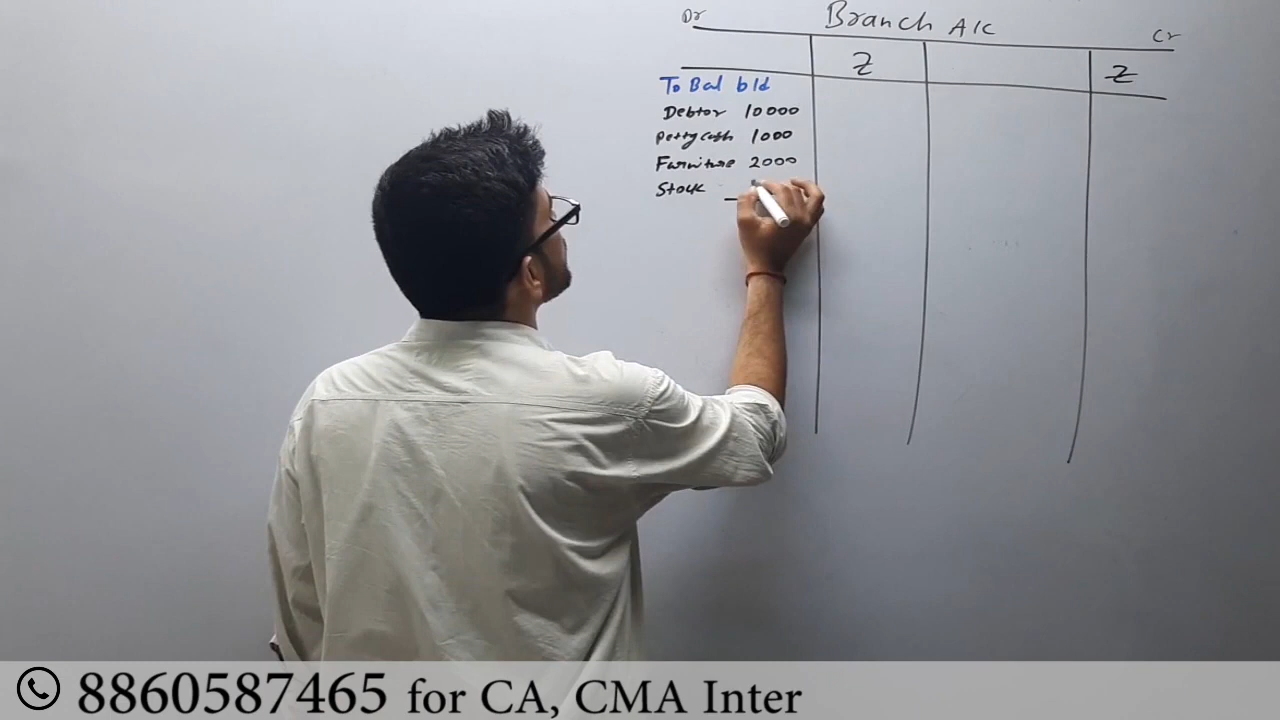 Dr Branch A/C Cr
₹ ₹
To Bal b/d
Debtor 10000
Petty cash 1000
Furniture 2000
Stock
8860587465 for CA, CMA Inter